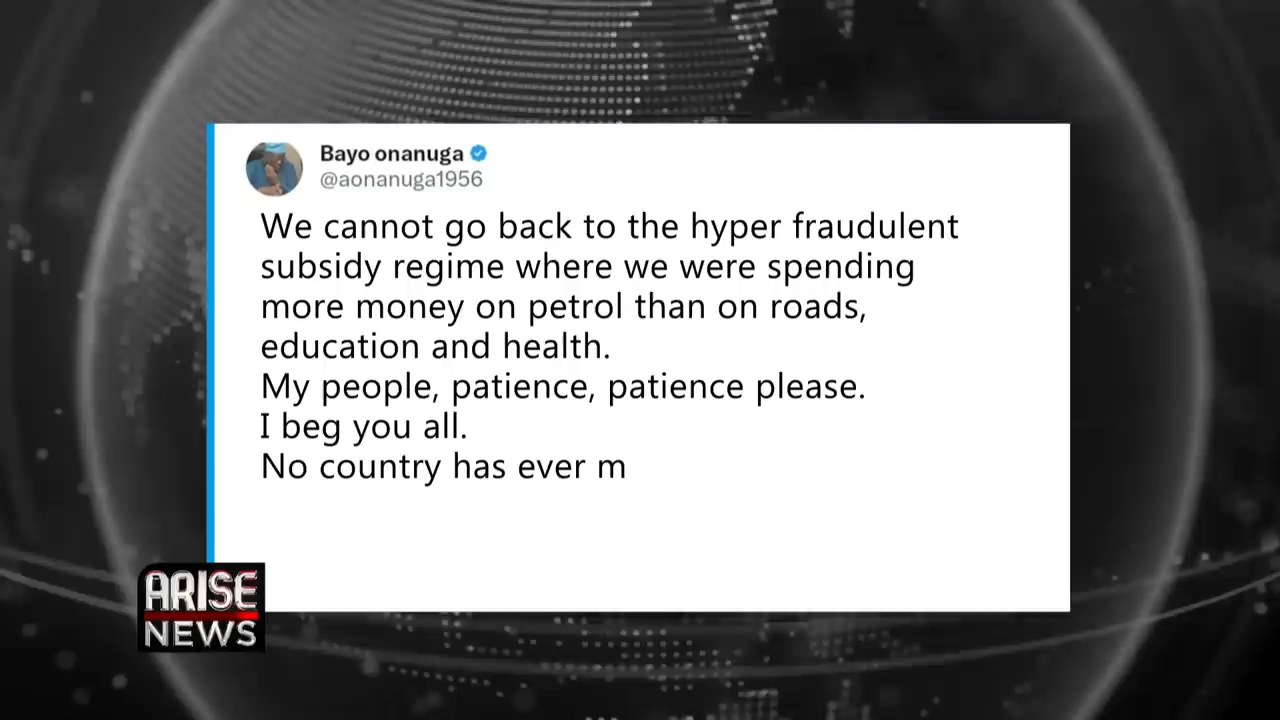 Bayo onanuga
@aonanuga1956
We cannot go back to the hyper fraudulent
subsidy regime where we were spending
more money on petrol than on roads,
education and health.
My people, patience, patience please.
I beg you all.
No country has ever m
ARISE
NEWS